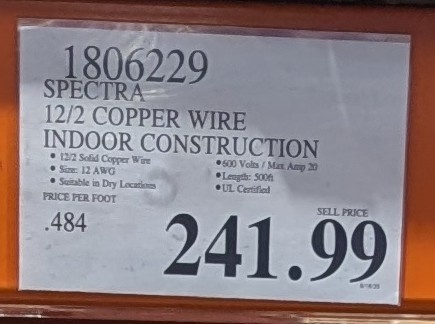 1806229
SPECTRA
12/2 COPPER WIRE
INDOOR CONSTRUCTION
• 12/2 Solid Copper Wire
• Size: 12 AWG
• Suitable in Dry Locations
• 600 Volts / Max Amp 20
• Length: 500ft
• UL Certified
PRICE PER FOOT
.484
SELL PRICE
241.99